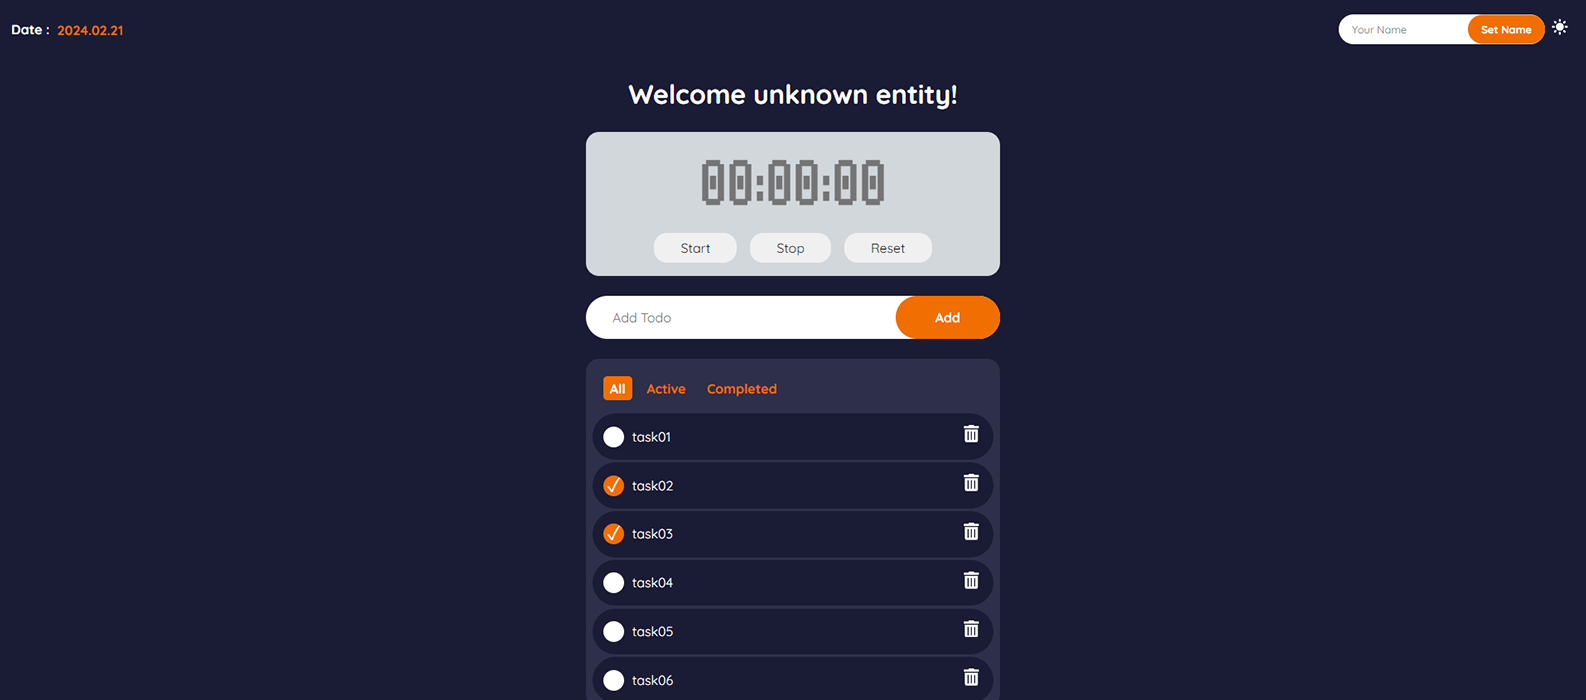 Date : 2024.02.21
Your Name Set Name
Welcome unknown entity!
00:00:00
Start Stop Reset
Add Todo Add
All Active Completed
task01
task02
task03
task04
task05
task06